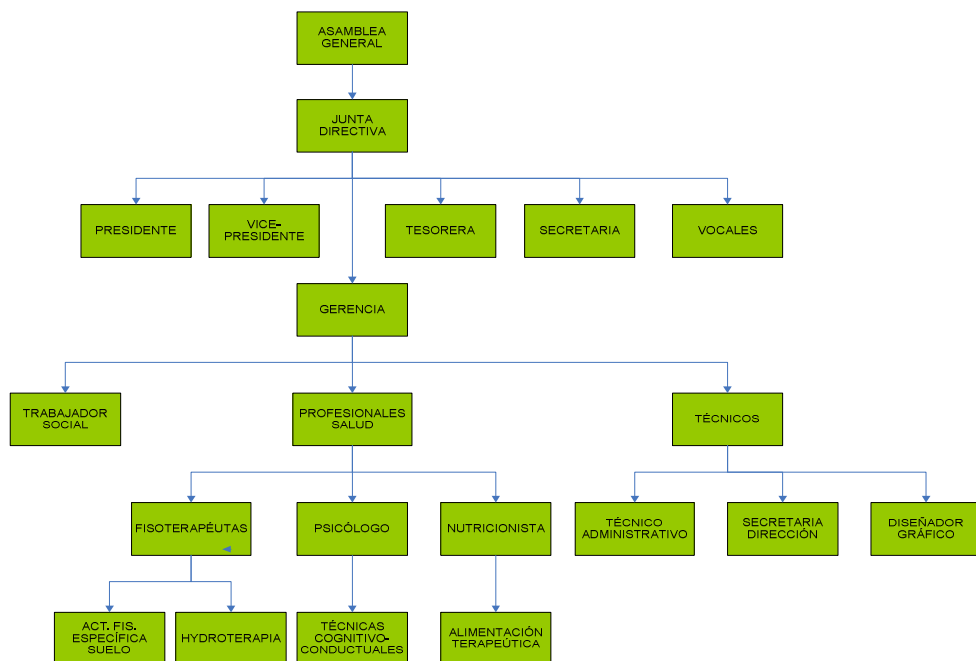 ASAMBLEA
GENERAL
JUNTA
DIRECTIVA
PRESIDENTE
VICE-
PRESIDENTE
TESORERA
SECRETARIA
VOCALES
GERENCIA
TRABAJADOR
SOCIAL
PROFESIONALES
SALUD
TÉCNICOS
FISOTERAPÉUTAS
PSICÓLOGO
NUTRICIONISTA
TÉCNICO
ADMINISTRATIVO
SECRETARIA
DIRECCIÓN
DISEÑADOR
GRÁFICO
ACT. FIS.
ESPECÍFICA
SUELO
HYDROTERAPIA
TÉCNICAS
COGNITIVO-
CONDUCTUALES
ALIMENTACIÓN
TERAPEÚTICA